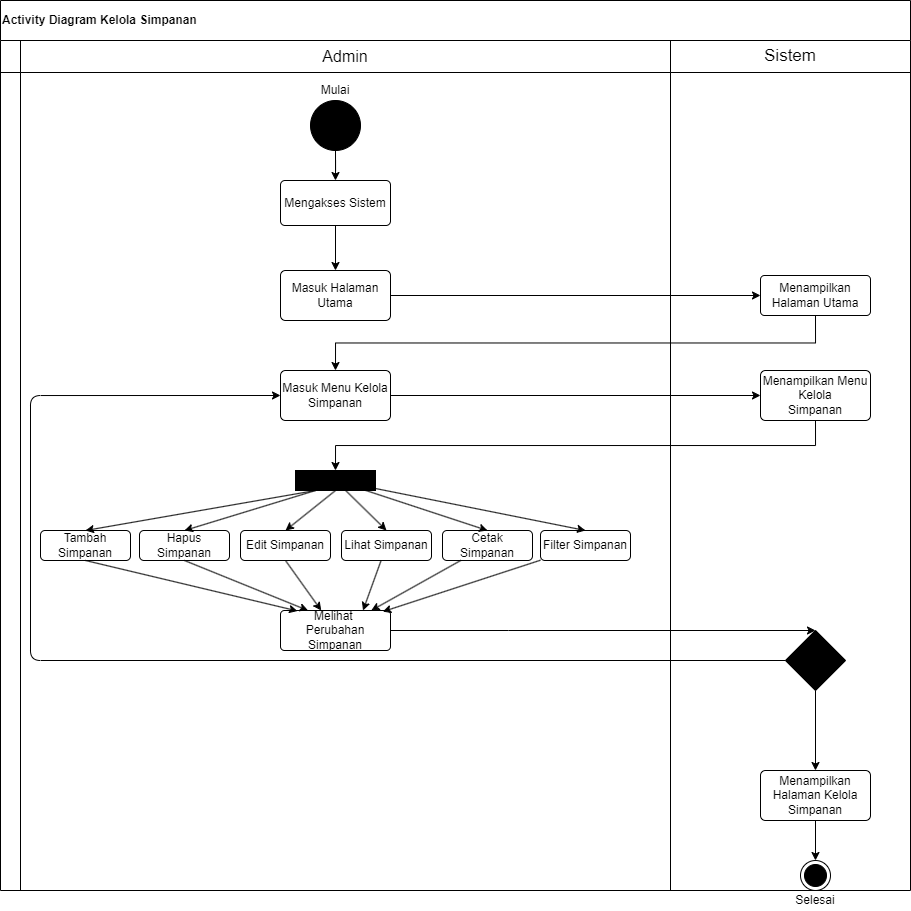 Activity Diagram Kelola Simpanan
Admin
Sistem
Mulai
Mengakses Sistem
Masuk Halaman
Utama
Menampilkan
Halaman Utama
Masuk Menu Kelola
Simpanan
Menampilkan Menu
Kelola
Simpanan
Tambah
Simpanan
Hapus
Simpanan
Edit Simpanan
Lihat Simpanan
Cetak
Simpanan
Filter Simpanan
Melihat
Perubahan
Simpanan
Menampilkan
Halaman Kelola
Simpanan
Selesai